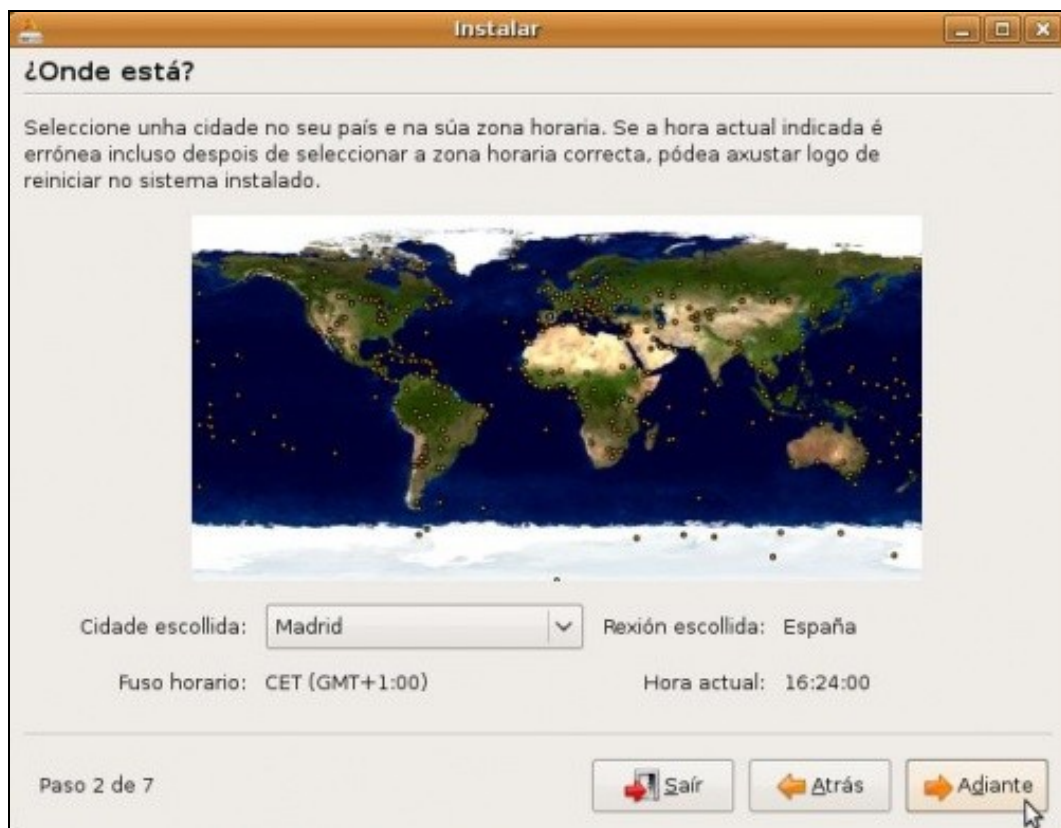 Instalar
¿Onde está?
Seleccione unha cidade no seu país e na súa zona horaria. Se a hora actual indicada é
errónea incluso despois de seleccionar a zona horaria correcta, pódea axustar logo de
reiniciar no sistema instalado.
Cidade escollida: Madrid Rexión escollida: España
Fuso horario: CET (GMT+1:00) Hora actual: 16:24:00
Paso 2 de 7 Saír Atrás Adiante